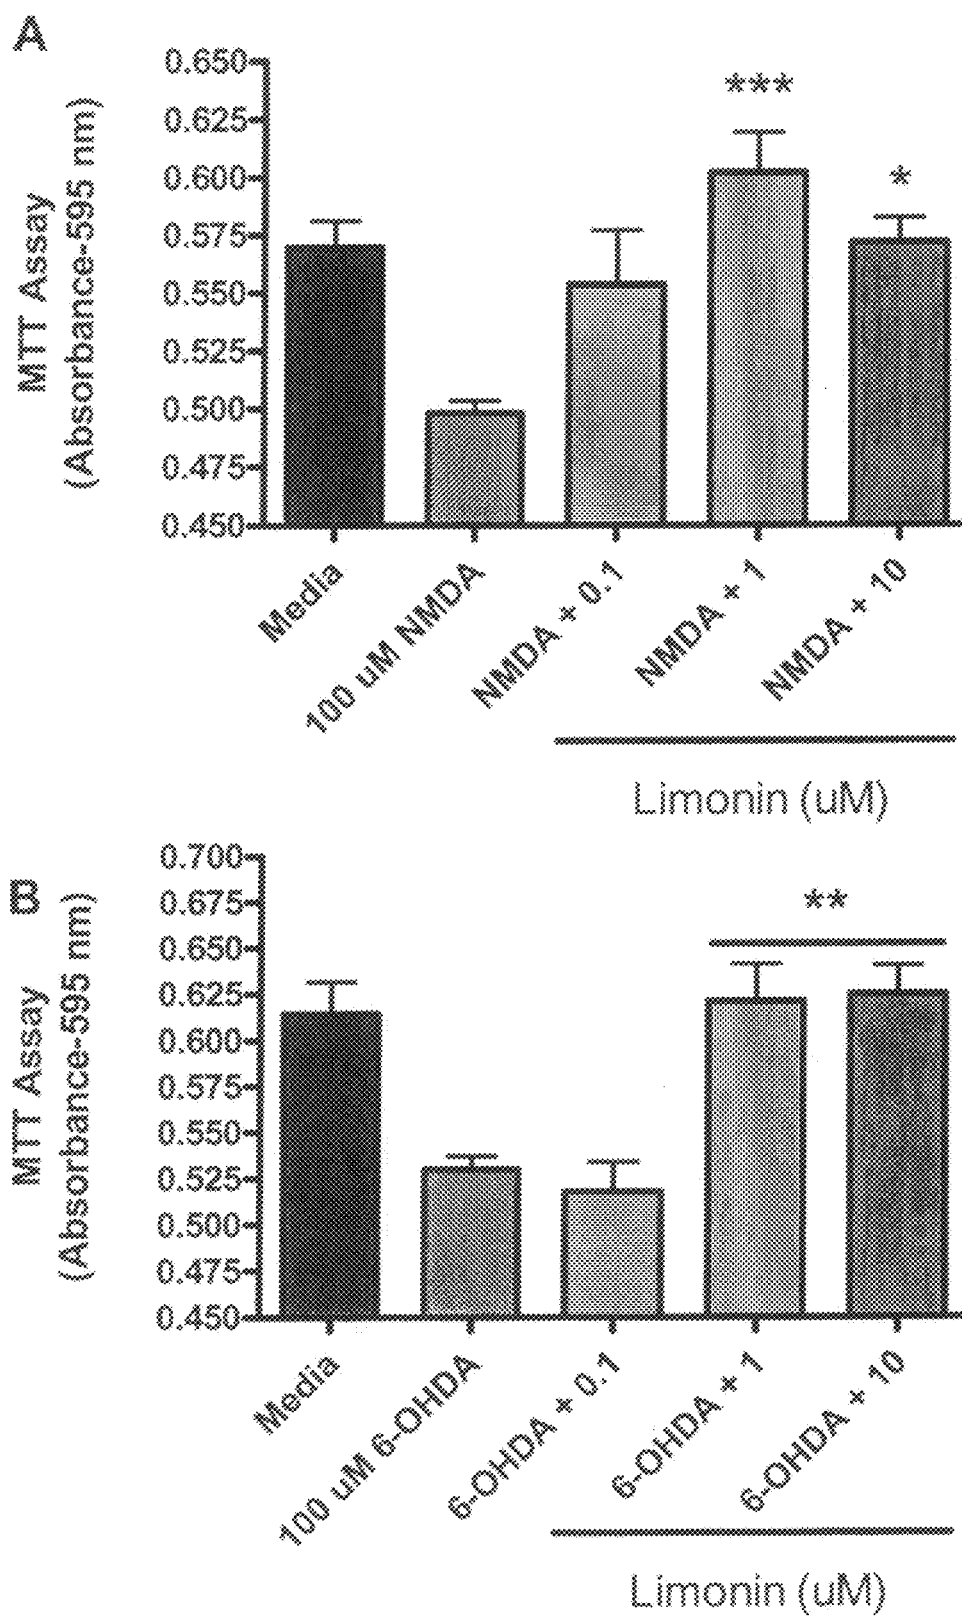 A
MTT Assay
(Absorbance-595 nm)
0.650
0.625
0.600
0.575
0.550
0.525
0.500
0.475
0.450
***
*
Media
100 uM NMDA
NMDA + 0.1
NMDA + 1
NMDA + 10
Limonin (uM)
B
MTT Assay
(Absorbance-595 nm)
0.700
0.675
0.650
0.625
0.600
0.575
0.550
0.525
0.500
0.475
0.450
**
Media
100 uM 6-OHDA
6-OHDA + 0.1
6-OHDA + 1
6-OHDA + 10
Limonin (uM)